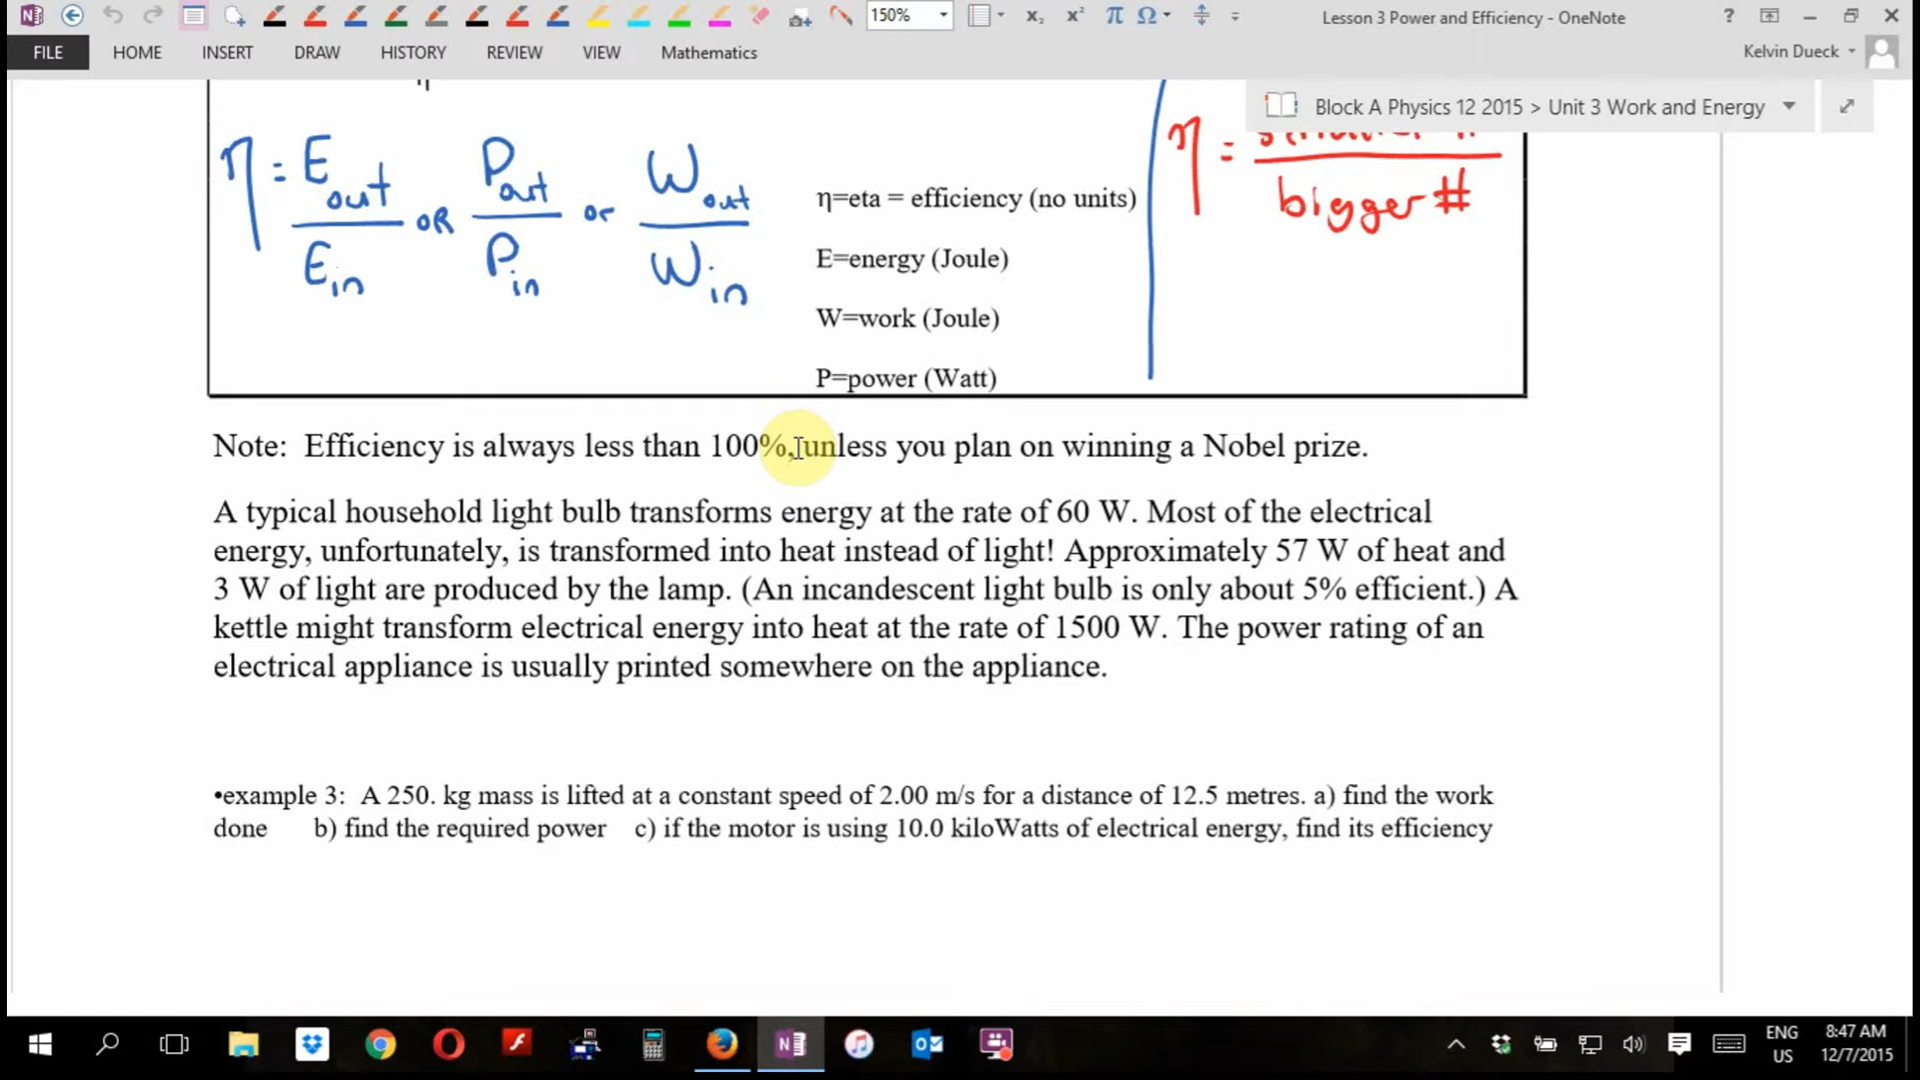 150%
x₂ x² π Ω
Lesson 3 Power and Efficiency - OneNote
?
FILE HOME INSERT DRAW HISTORY REVIEW VIEW Mathematics
Kelvin Dueck
Block A Physics 12 2015 > Unit 3 Work and Energy
η = E out / E in OR P out / P in or W out / W in
η=eta = efficiency (no units)
E=energy (Joule)
W=work (Joule)
P=power (Watt)
η =
bigger #
Note: Efficiency is always less than 100%, unless you plan on winning a Nobel prize.
A typical household light bulb transforms energy at the rate of 60 W. Most of the electrical
energy, unfortunately, is transformed into heat instead of light! Approximately 57 W of heat and
3 W of light are produced by the lamp. (An incandescent light bulb is only about 5% efficient.) A
kettle might transform electrical energy into heat at the rate of 1500 W. The power rating of an
electrical appliance is usually printed somewhere on the appliance.
•example 3: A 250. kg mass is lifted at a constant speed of 2.00 m/s for a distance of 12.5 metres. a) find the work
done b) find the required power c) if the motor is using 10.0 kiloWatts of electrical energy, find its efficiency
ENG
US
8:47 AM
12/7/2015